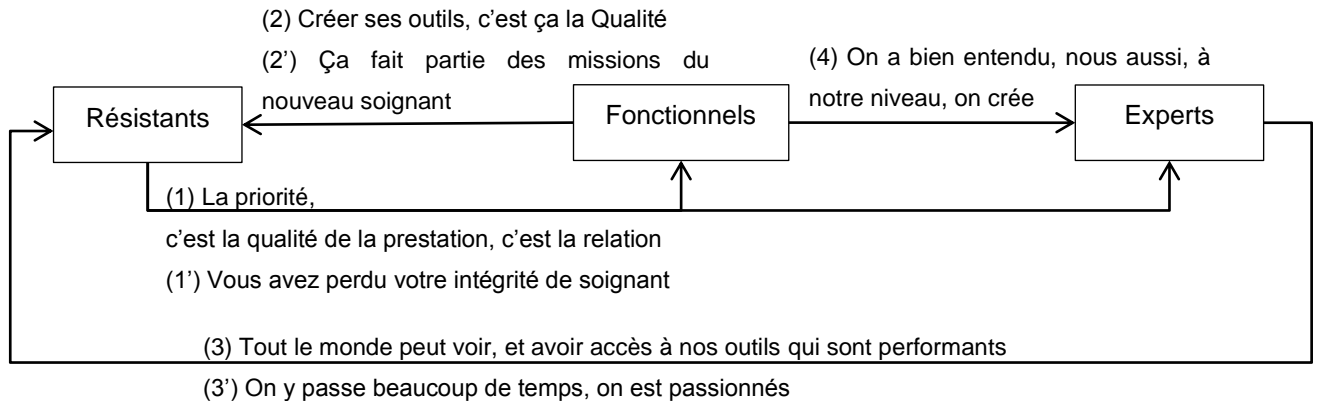 (2) Créer ses outils, c'est ça la Qualité
(2') Ça fait partie des missions du
nouveau soignant
(4) On a bien entendu, nous aussi, à
notre niveau, on crée
Résistants
Fonctionnels
Experts
(1) La priorité,
c'est la qualité de la prestation, c'est la relation
(1') Vous avez perdu votre intégrité de soignant
(3) Tout le monde peut voir, et avoir accès à nos outils qui sont performants
(3') On y passe beaucoup de temps, on est passionnés